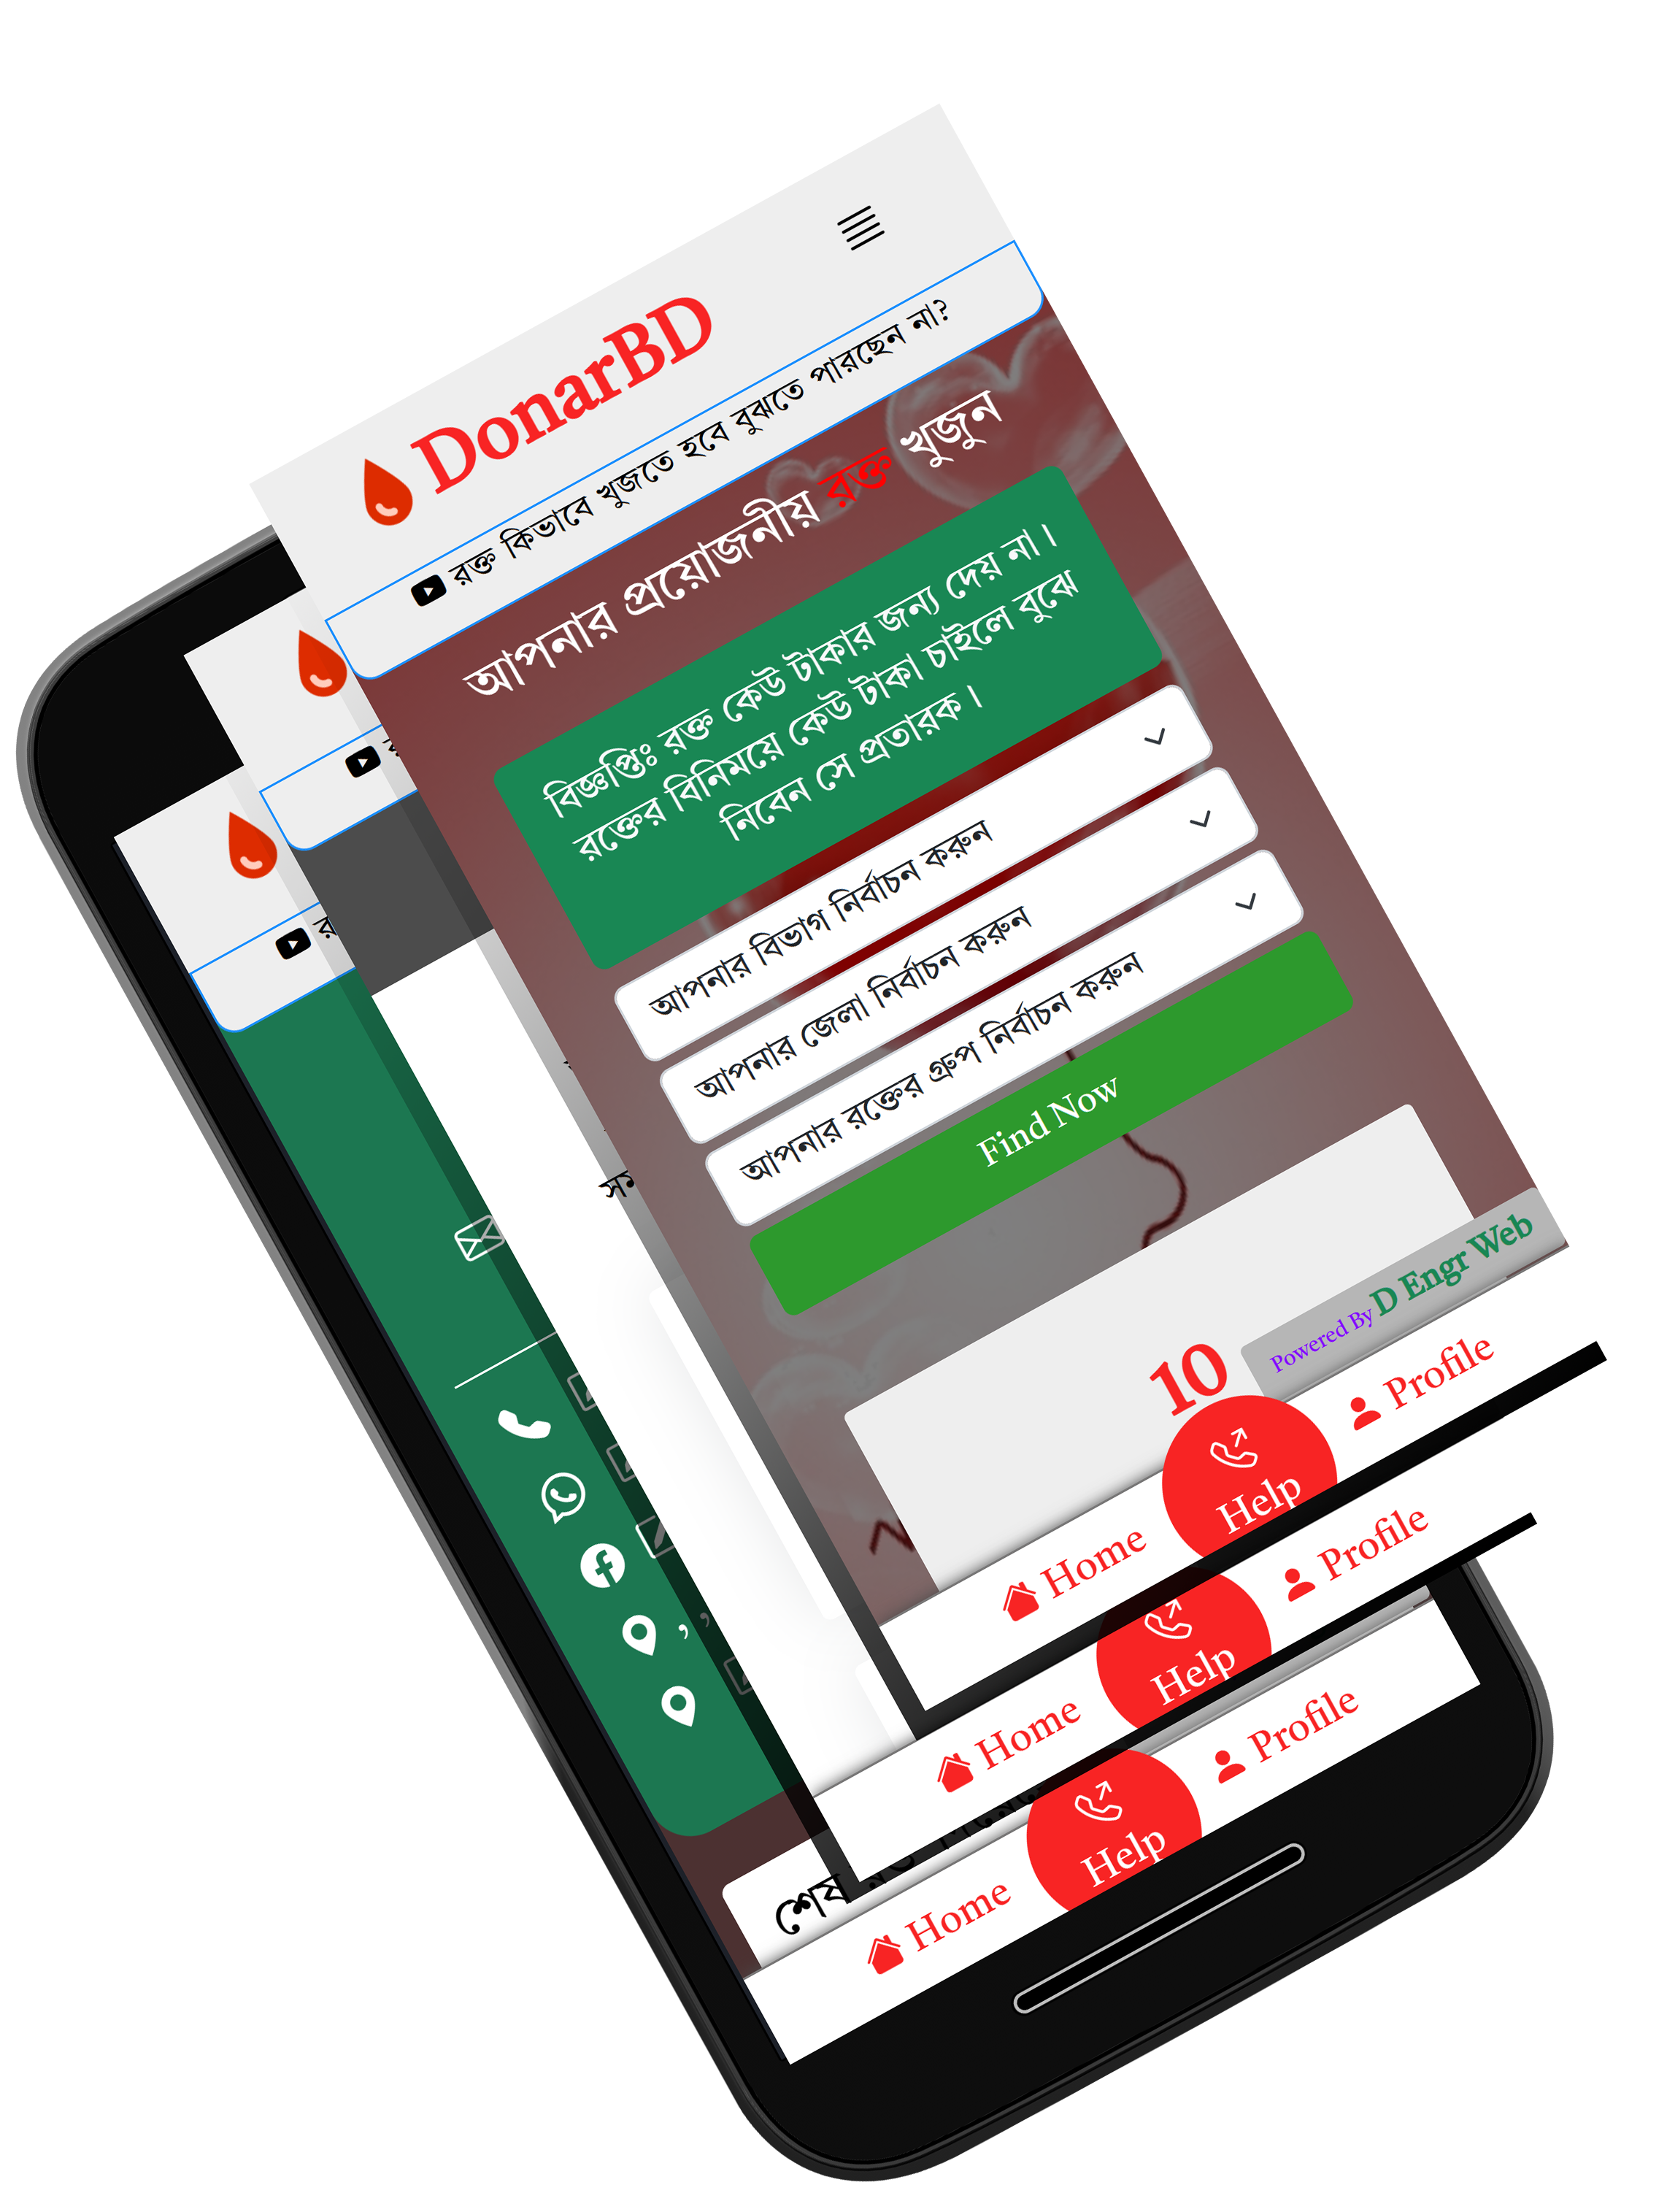 DonarBD
রক্ত কিভাবে খুজতে হবে বুঝতে পারছেন না?
আপনার প্রয়োজনীয় রক্ত খুজুন
বিজ্ঞপ্তিঃ রক্ত কেউ টাকার জন্য দেয় না।
রক্তের বিনিময়ে কেউ টাকা চাইলে বুঝে
নিবেন সে প্রতারক।
আপনার বিভাগ নির্বাচন করুন
আপনার জেলা নির্বাচন করুন
আপনার রক্তের গ্রুপ নির্বাচন করুন
Find Now
10
Powered By D Engr Web
Home
Help
Profile
Home
Help
Profile
শেষ
Home
Help
Profile